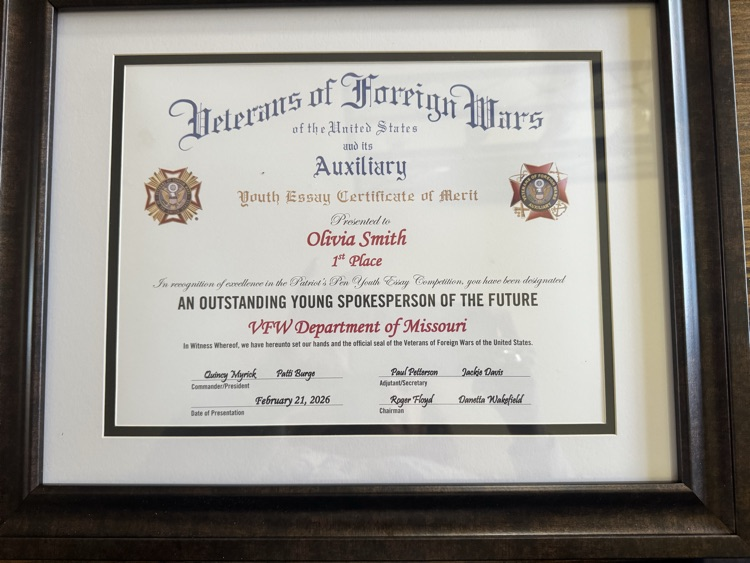 Veterans of Foreign Wars
of the United States
and its
Auxiliary
Youth Essay Certificate of Merit
Presented to
Olivia Smith
1st Place
In recognition of excellence in the Patriot's Pen Youth Essay Competition, you have been designated
AN OUTSTANDING YOUNG SPOKESPERSON OF THE FUTURE
VFW Department of Missouri
In Witness Whereof, we have hereunto set our hands and the official seal of the Veterans of Foreign Wars of the United States.
Quincy Myrick Patti Burge
Commander/President
Paul Petterson Jackie Davis
Adjutant/Secretary
February 21, 2026
Date of Presentation
Roger Floyd Danetta Wakefield
Chairman